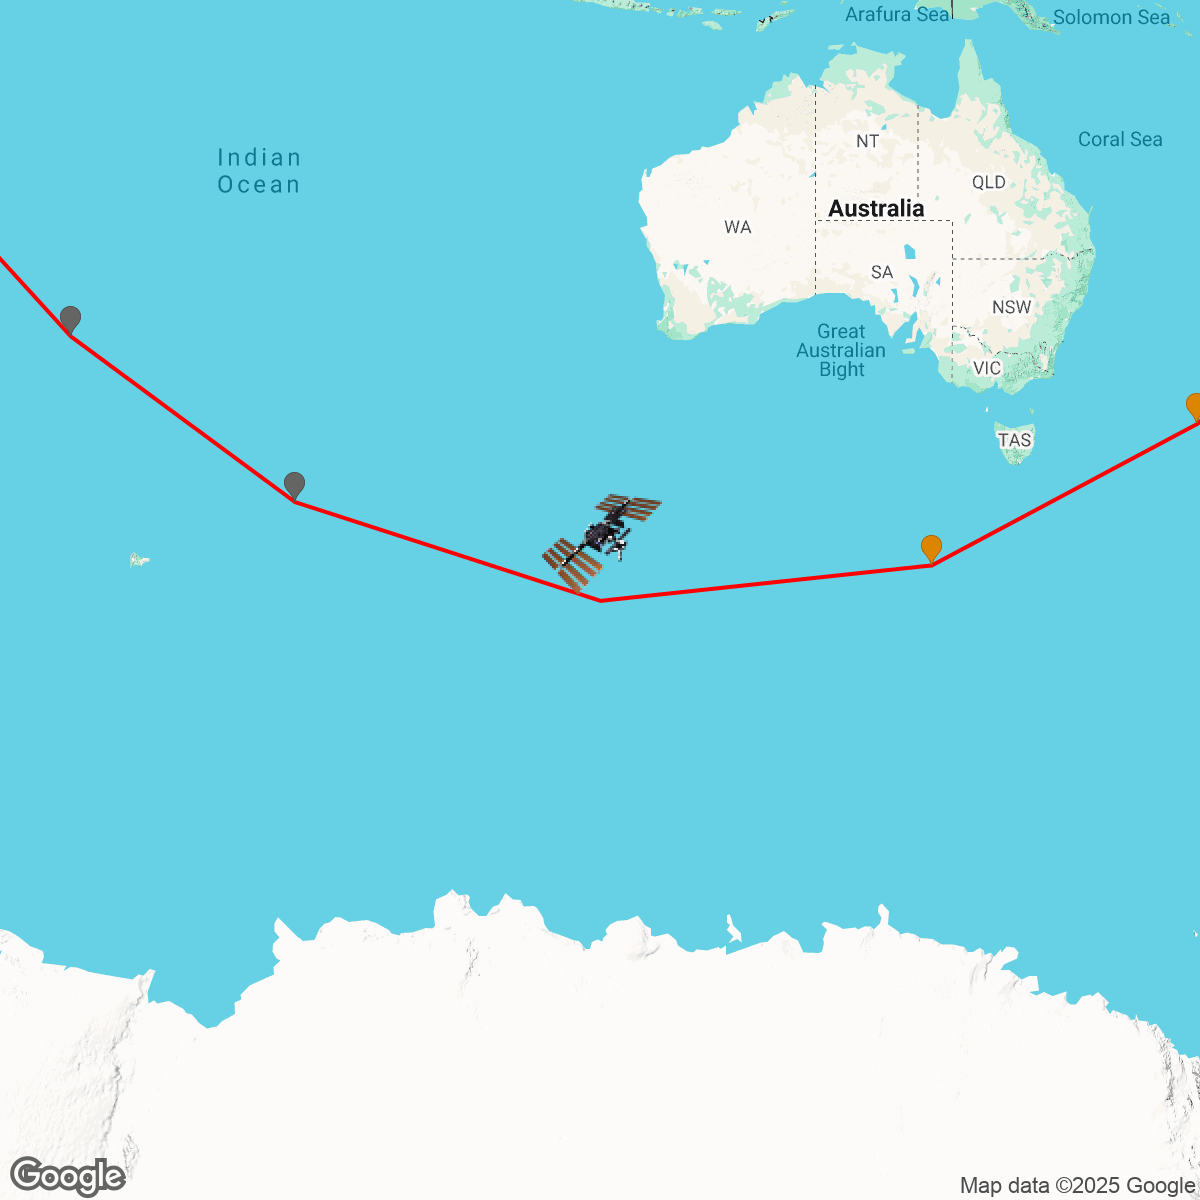 Arafura Sea
Solomon Sea
Indian
Ocean
NT
Coral Sea
QLD
Australia
WA
SA
NSW
Great
Australian
Bight
VIC
TAS
Google
Map data ©2025 Google